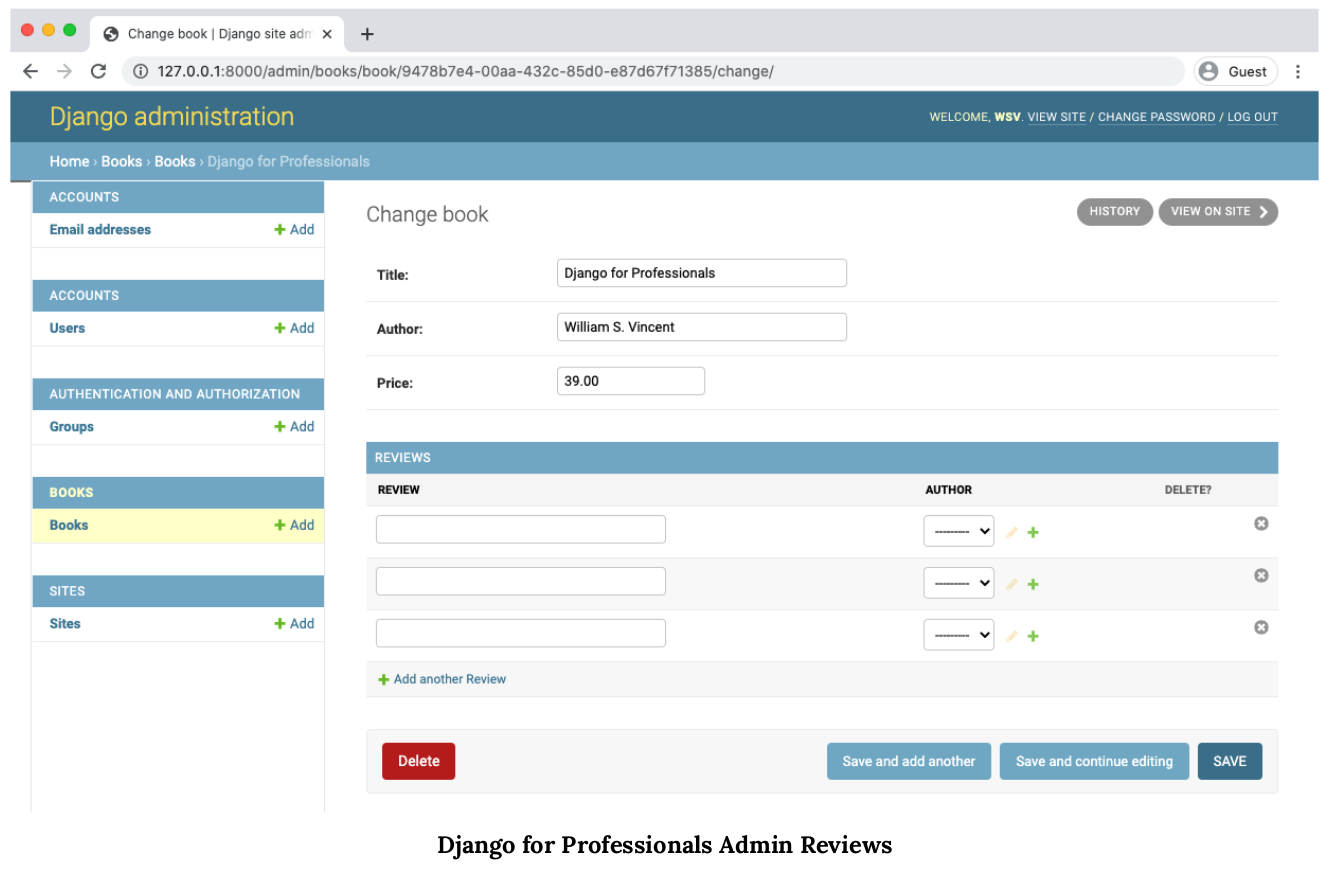 Change book | Django site adm
127.0.0.1:8000/admin/books/book/9478b7e4-00aa-432c-85d0-e87d67f71385/change/
Guest
Django administration
WELCOME, WSV. VIEW SITE / CHANGE PASSWORD / LOG OUT
Home › Books › Books › Django for Professionals
ACCOUNTS
Email addresses
Add
ACCOUNTS
Users
Add
AUTHENTICATION AND AUTHORIZATION
Groups
Add
BOOKS
Books
Add
SITES
Sites
Add
Change book
HISTORY
VIEW ON SITE
Title:
Django for Professionals
Author:
William S. Vincent
Price:
39.00
REVIEWS
REVIEW
AUTHOR
DELETE?
---------
---------
---------
Add another Review
Delete
Save and add another
Save and continue editing
SAVE
Django for Professionals Admin Reviews